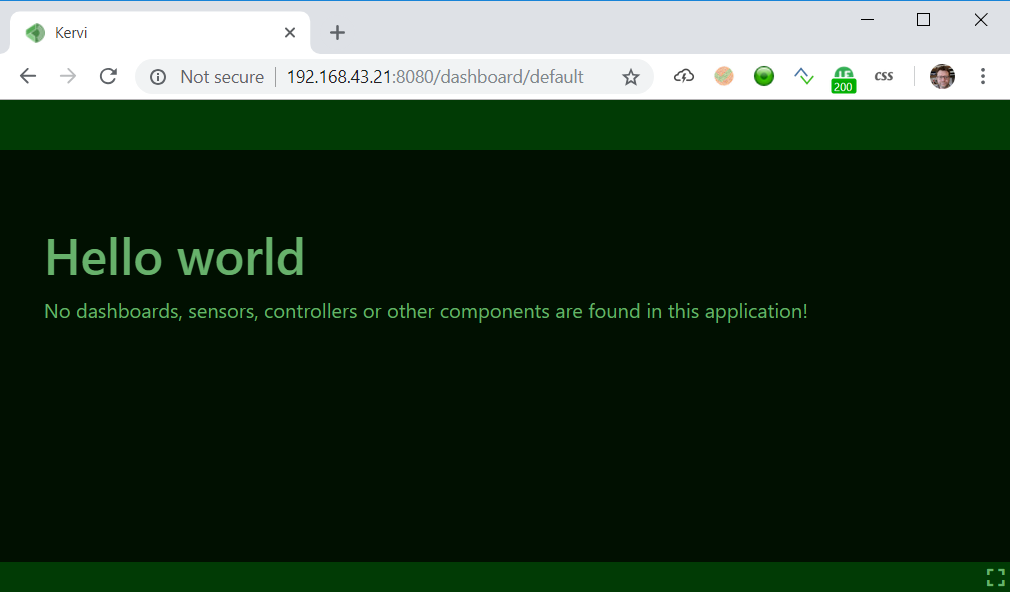 Kervi
Not secure 192.168.43.21:8080/dashboard/default
200
css
Hello world
No dashboards, sensors, controllers or other components are found in this application!